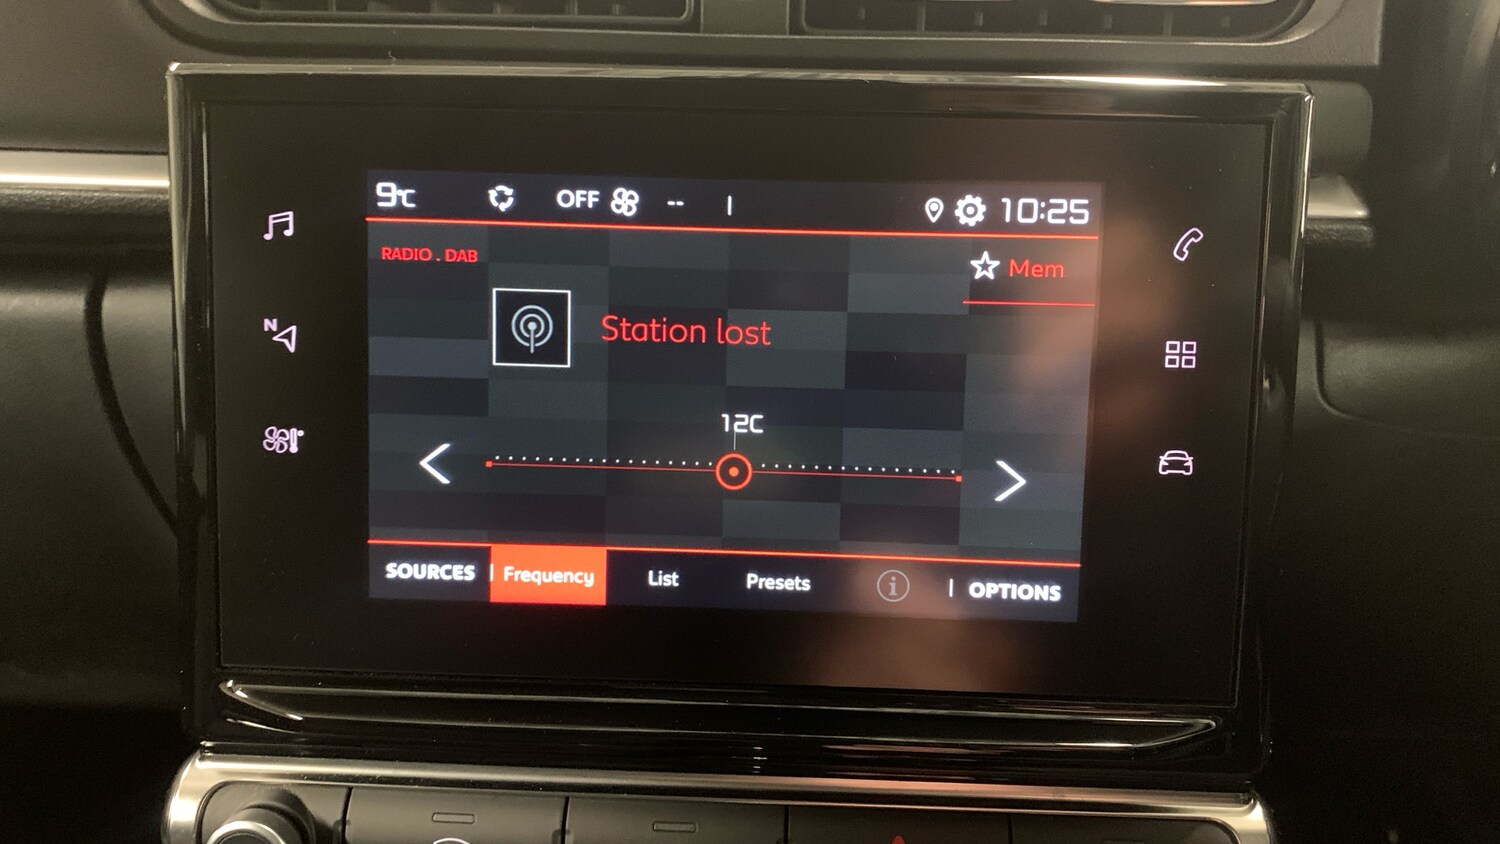 9°C OFF -- 10:25
RADIO . DAB
Mem
Station lost
12C
N
SOURCES Frequency List Presets i OPTIONS